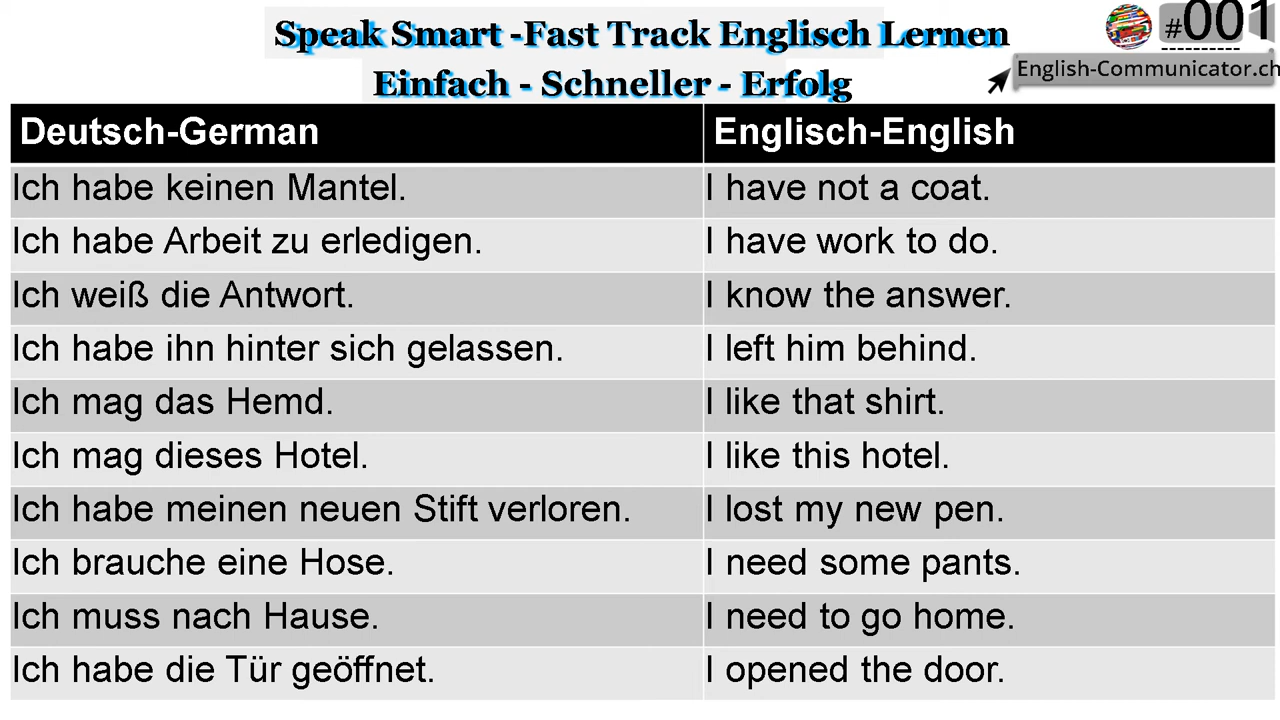 Speak Smart -Fast Track Englisch Lernen
Einfach - Schneller - Erfolg
#001
English-Communicator.ch
Deutsch-German Englisch-English
Ich habe keinen Mantel. I have not a coat.
Ich habe Arbeit zu erledigen. I have work to do.
Ich weiß die Antwort. I know the answer.
Ich habe ihn hinter sich gelassen. I left him behind.
Ich mag das Hemd. I like that shirt.
Ich mag dieses Hotel. I like this hotel.
Ich habe meinen neuen Stift verloren. I lost my new pen.
Ich brauche eine Hose. I need some pants.
Ich muss nach Hause. I need to go home.
Ich habe die Tür geöffnet. I opened the door.